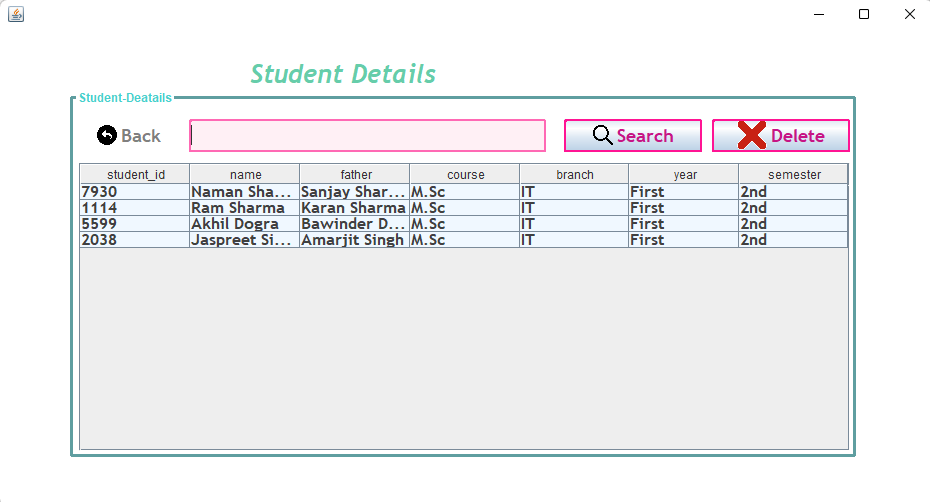 Student Details
Student-Deatails
Back Search Delete
student_id name father course branch year semester
7930 Naman Sha... Sanjay Shar... M.Sc IT First 2nd
1114 Ram Sharma Karan Sharma M.Sc IT First 2nd
5599 Akhil Dogra Bawinder D... M.Sc IT First 2nd
2038 Jaspreet Si... Amarjit Singh M.Sc IT First 2nd